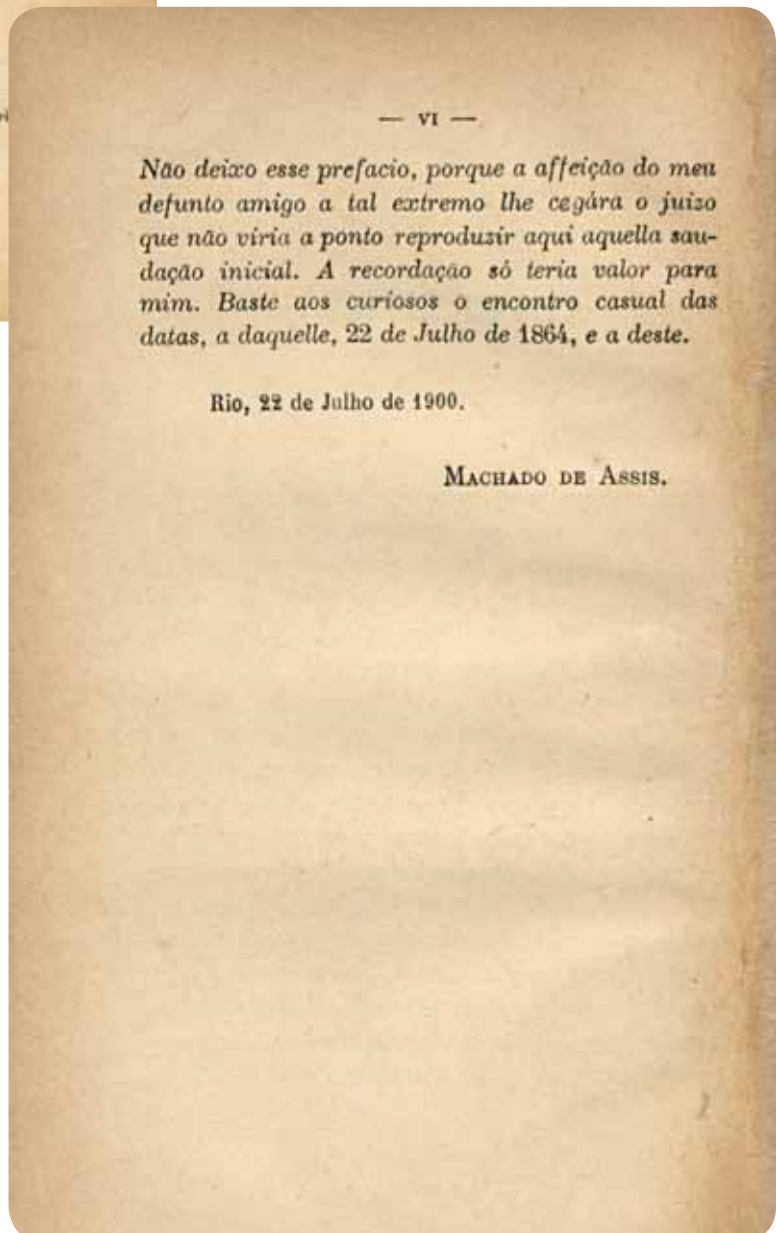 — VI —
Não deixo esse prefacio, porque a affeição do meu
defunto amigo a tal extremo lhe cegára o juizo
que não viria a ponto reproduzir aqui aquella sau-
dação inicial. A recordação só teria valor para
mim. Baste aos curiosos o encontro casual das
datas, a daquelle, 22 de Julho de 1864, e a deste.
Rio, 22 de Julho de 1900.
MACHADO DE ASSIS.